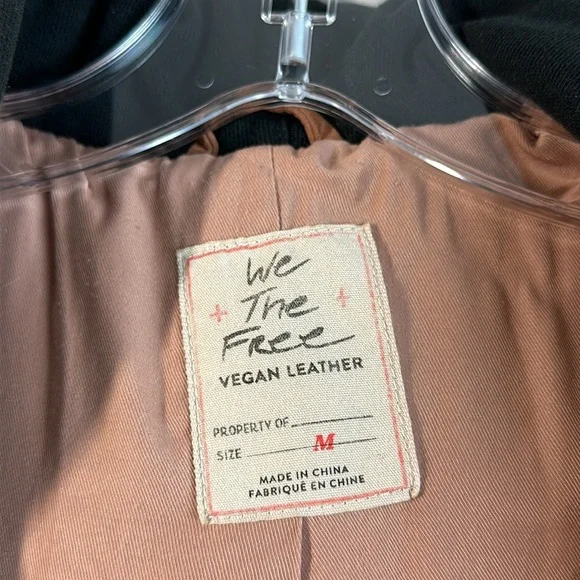 We
+ The +
Free
VEGAN LEATHER
PROPERTY OF
SIZE M
MADE IN CHINA
FABRIQUÉ EN CHINE